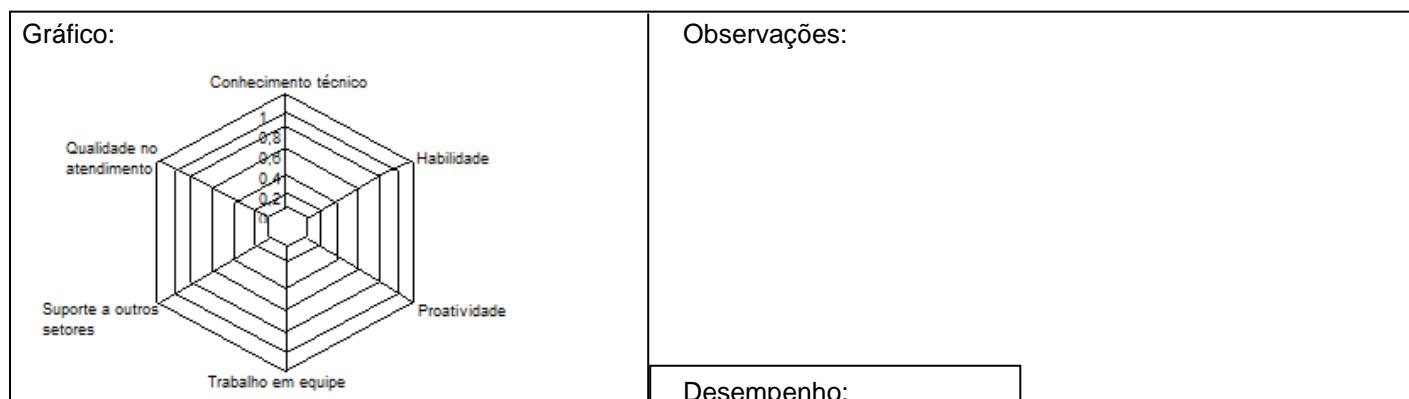 Gráfico:
Observações:
Conhecimento técnico
1
0,8
0,6
0,4
0,2
0
Qualidade no
atendimento
Habilidade
Suporte a outros
setores
Proatividade
Trabalho em equipe
Desempenho: